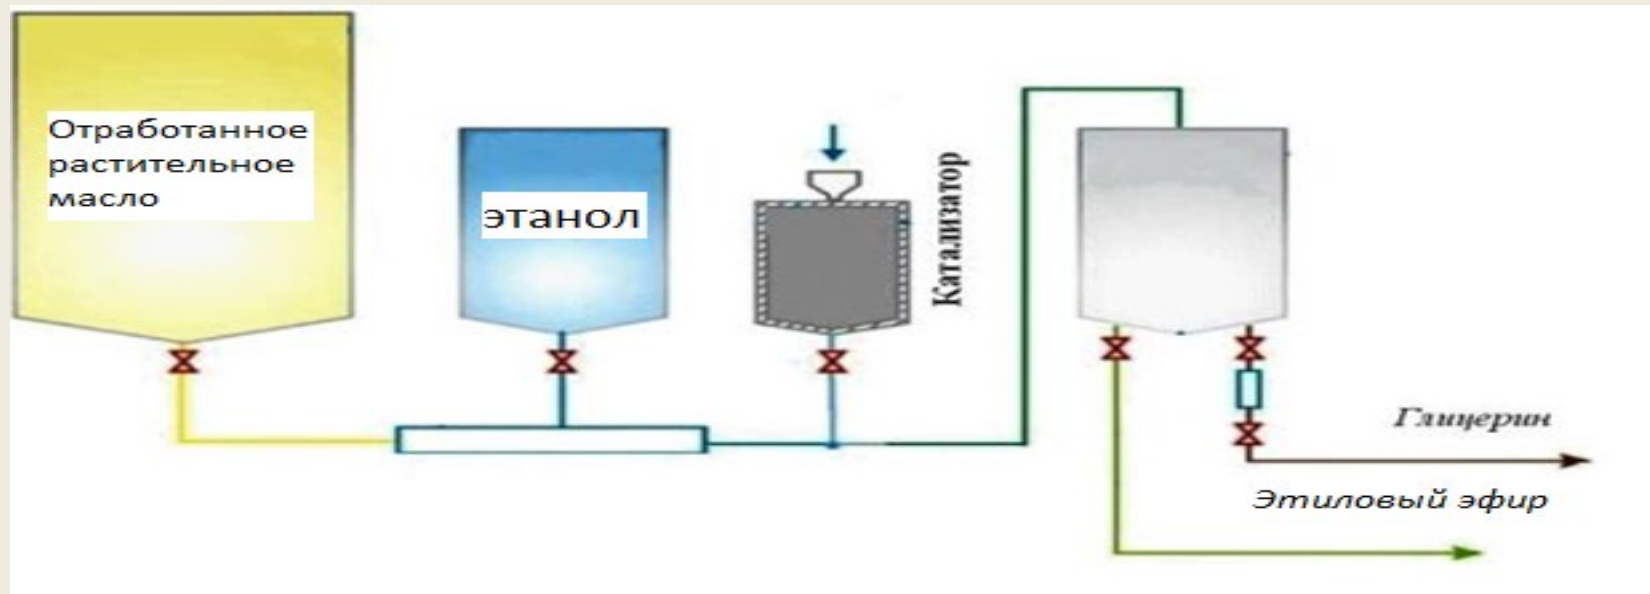 Отработанное
растительное
масло
этанол
Катализатор
Глицерин
Этиловый эфир